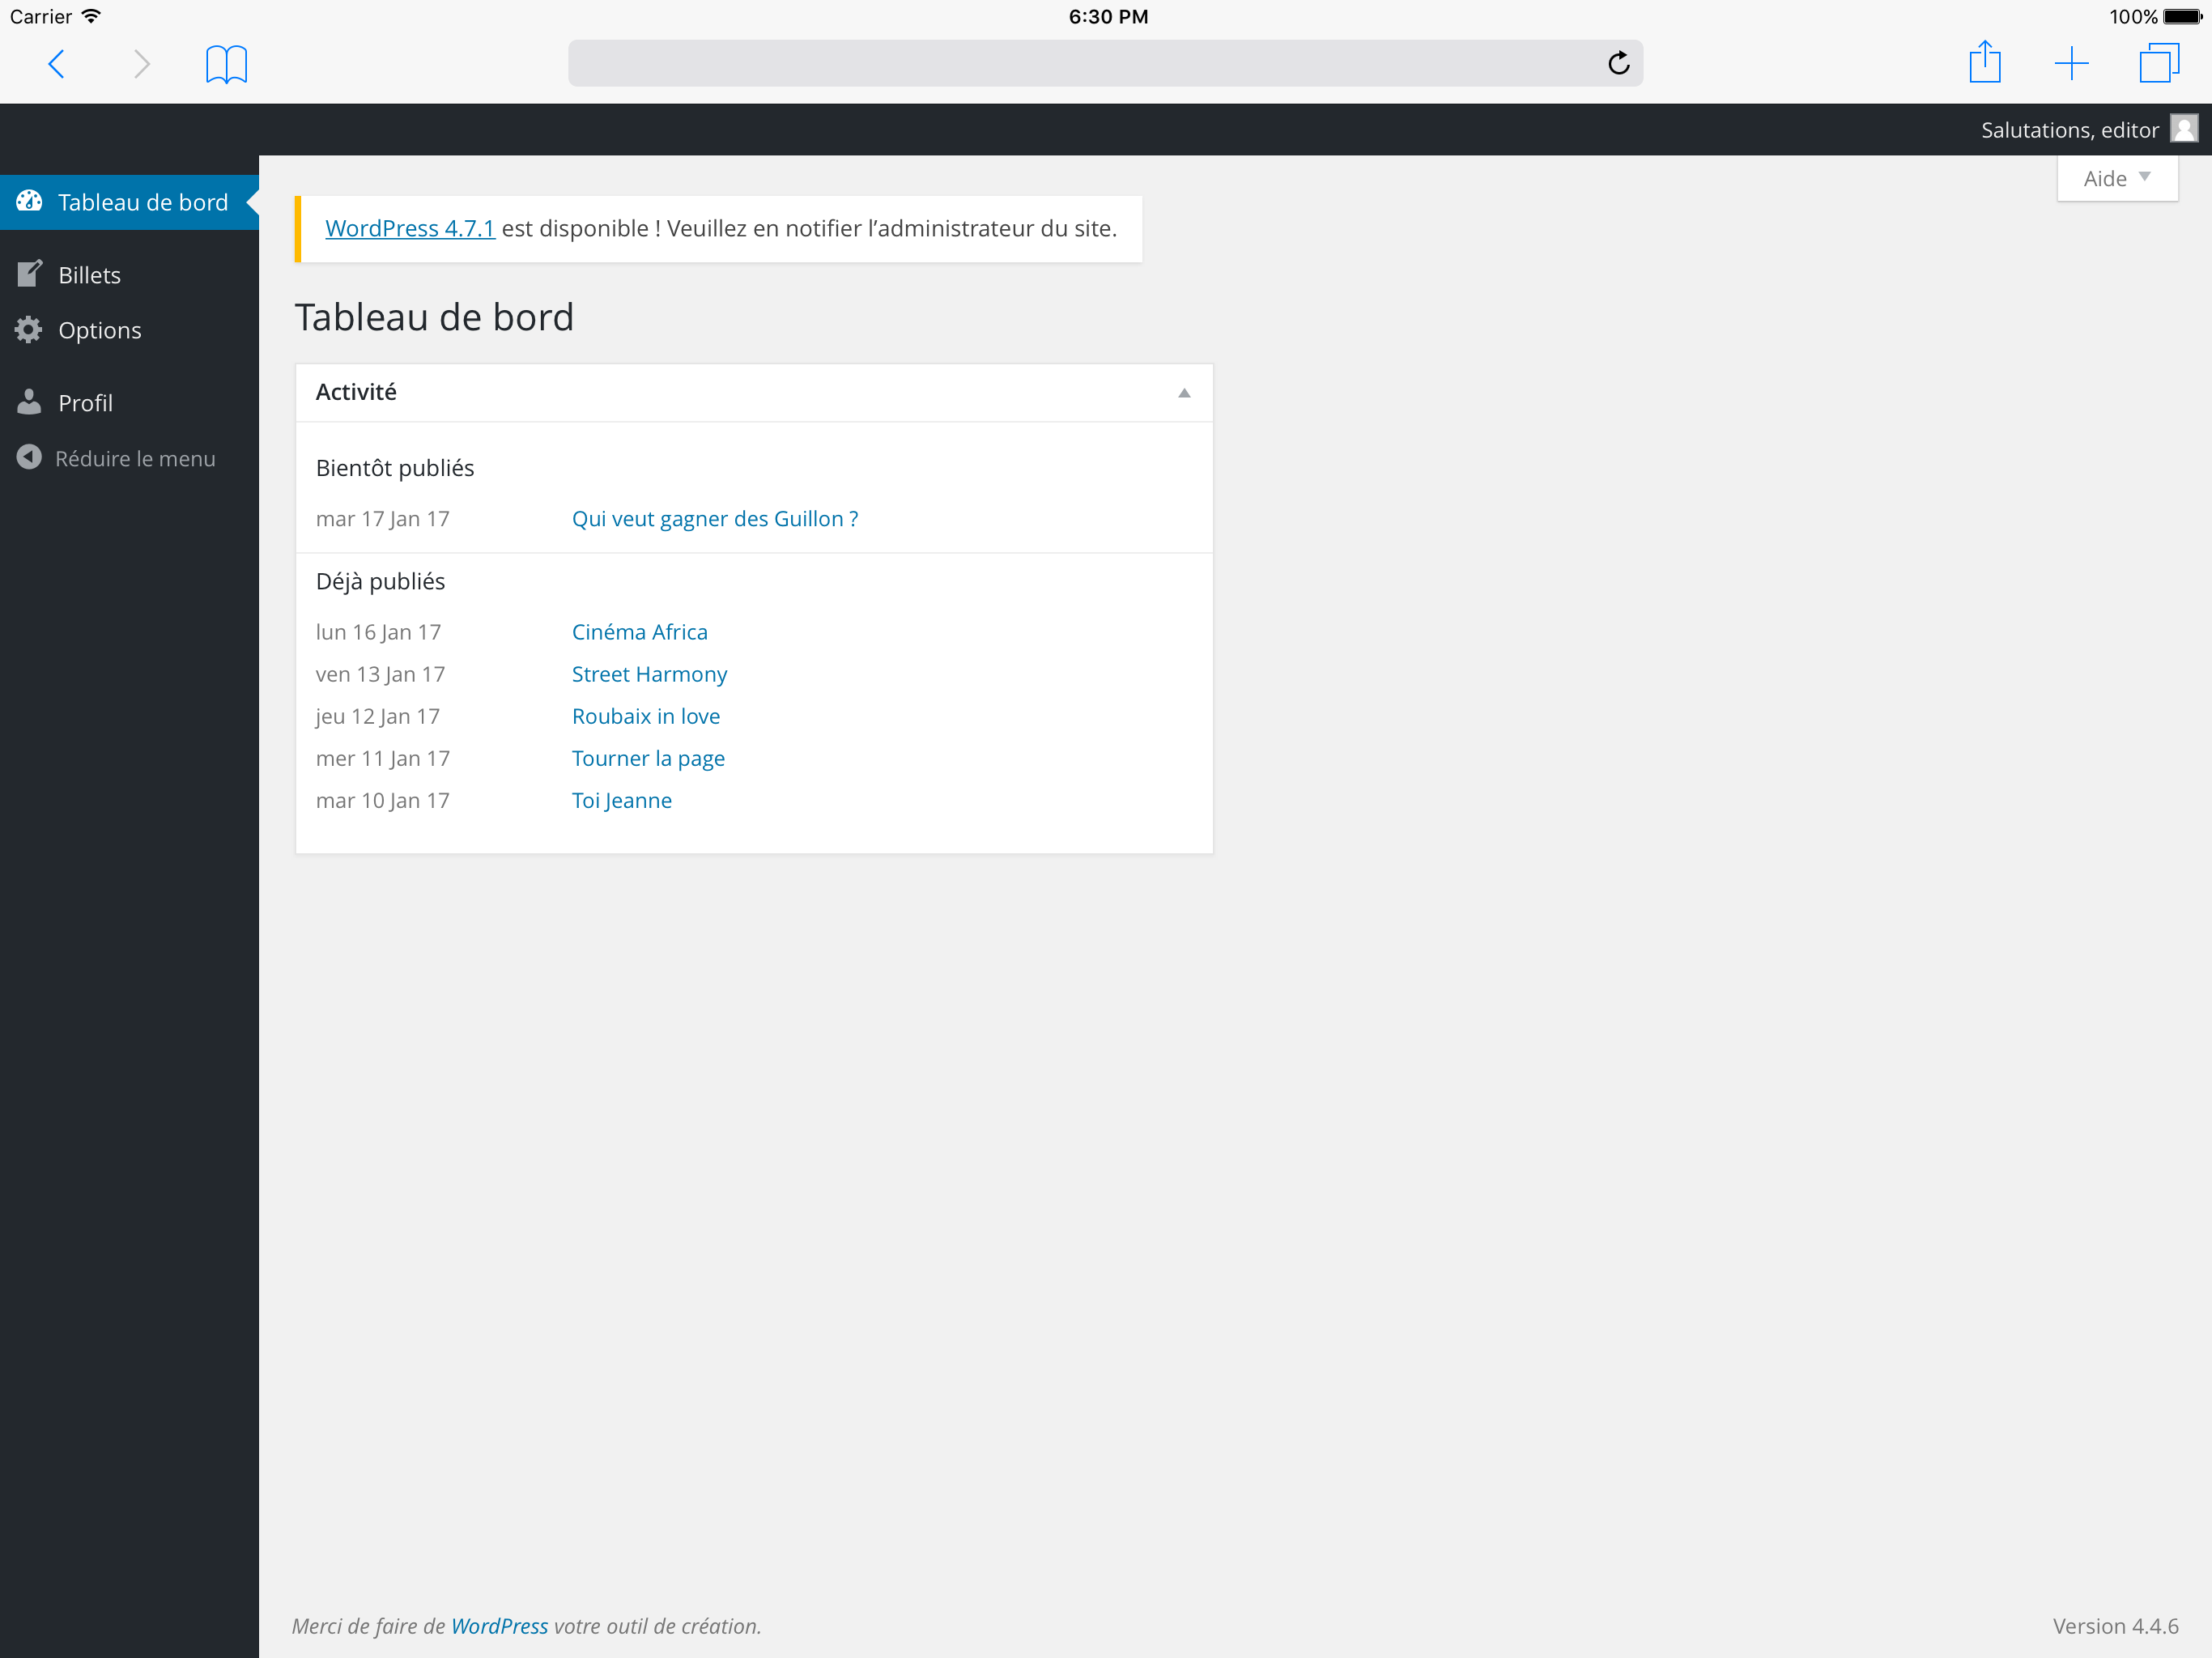 Carrier
6:30 PM
100%
Salutations, editor
Aide
Tableau de bord
Billets
Options
Profil
Réduire le menu
WordPress 4.7.1 est disponible ! Veuillez en notifier l’administrateur du site.
Tableau de bord
Activité
Bientôt publiés
mar 17 Jan 17 Qui veut gagner des Guillon ?
Déjà publiés
lun 16 Jan 17 Cinéma Africa
ven 13 Jan 17 Street Harmony
jeu 12 Jan 17 Roubaix in love
mer 11 Jan 17 Tourner la page
mar 10 Jan 17 Toi Jeanne
Merci de faire de WordPress votre outil de création.
Version 4.4.6